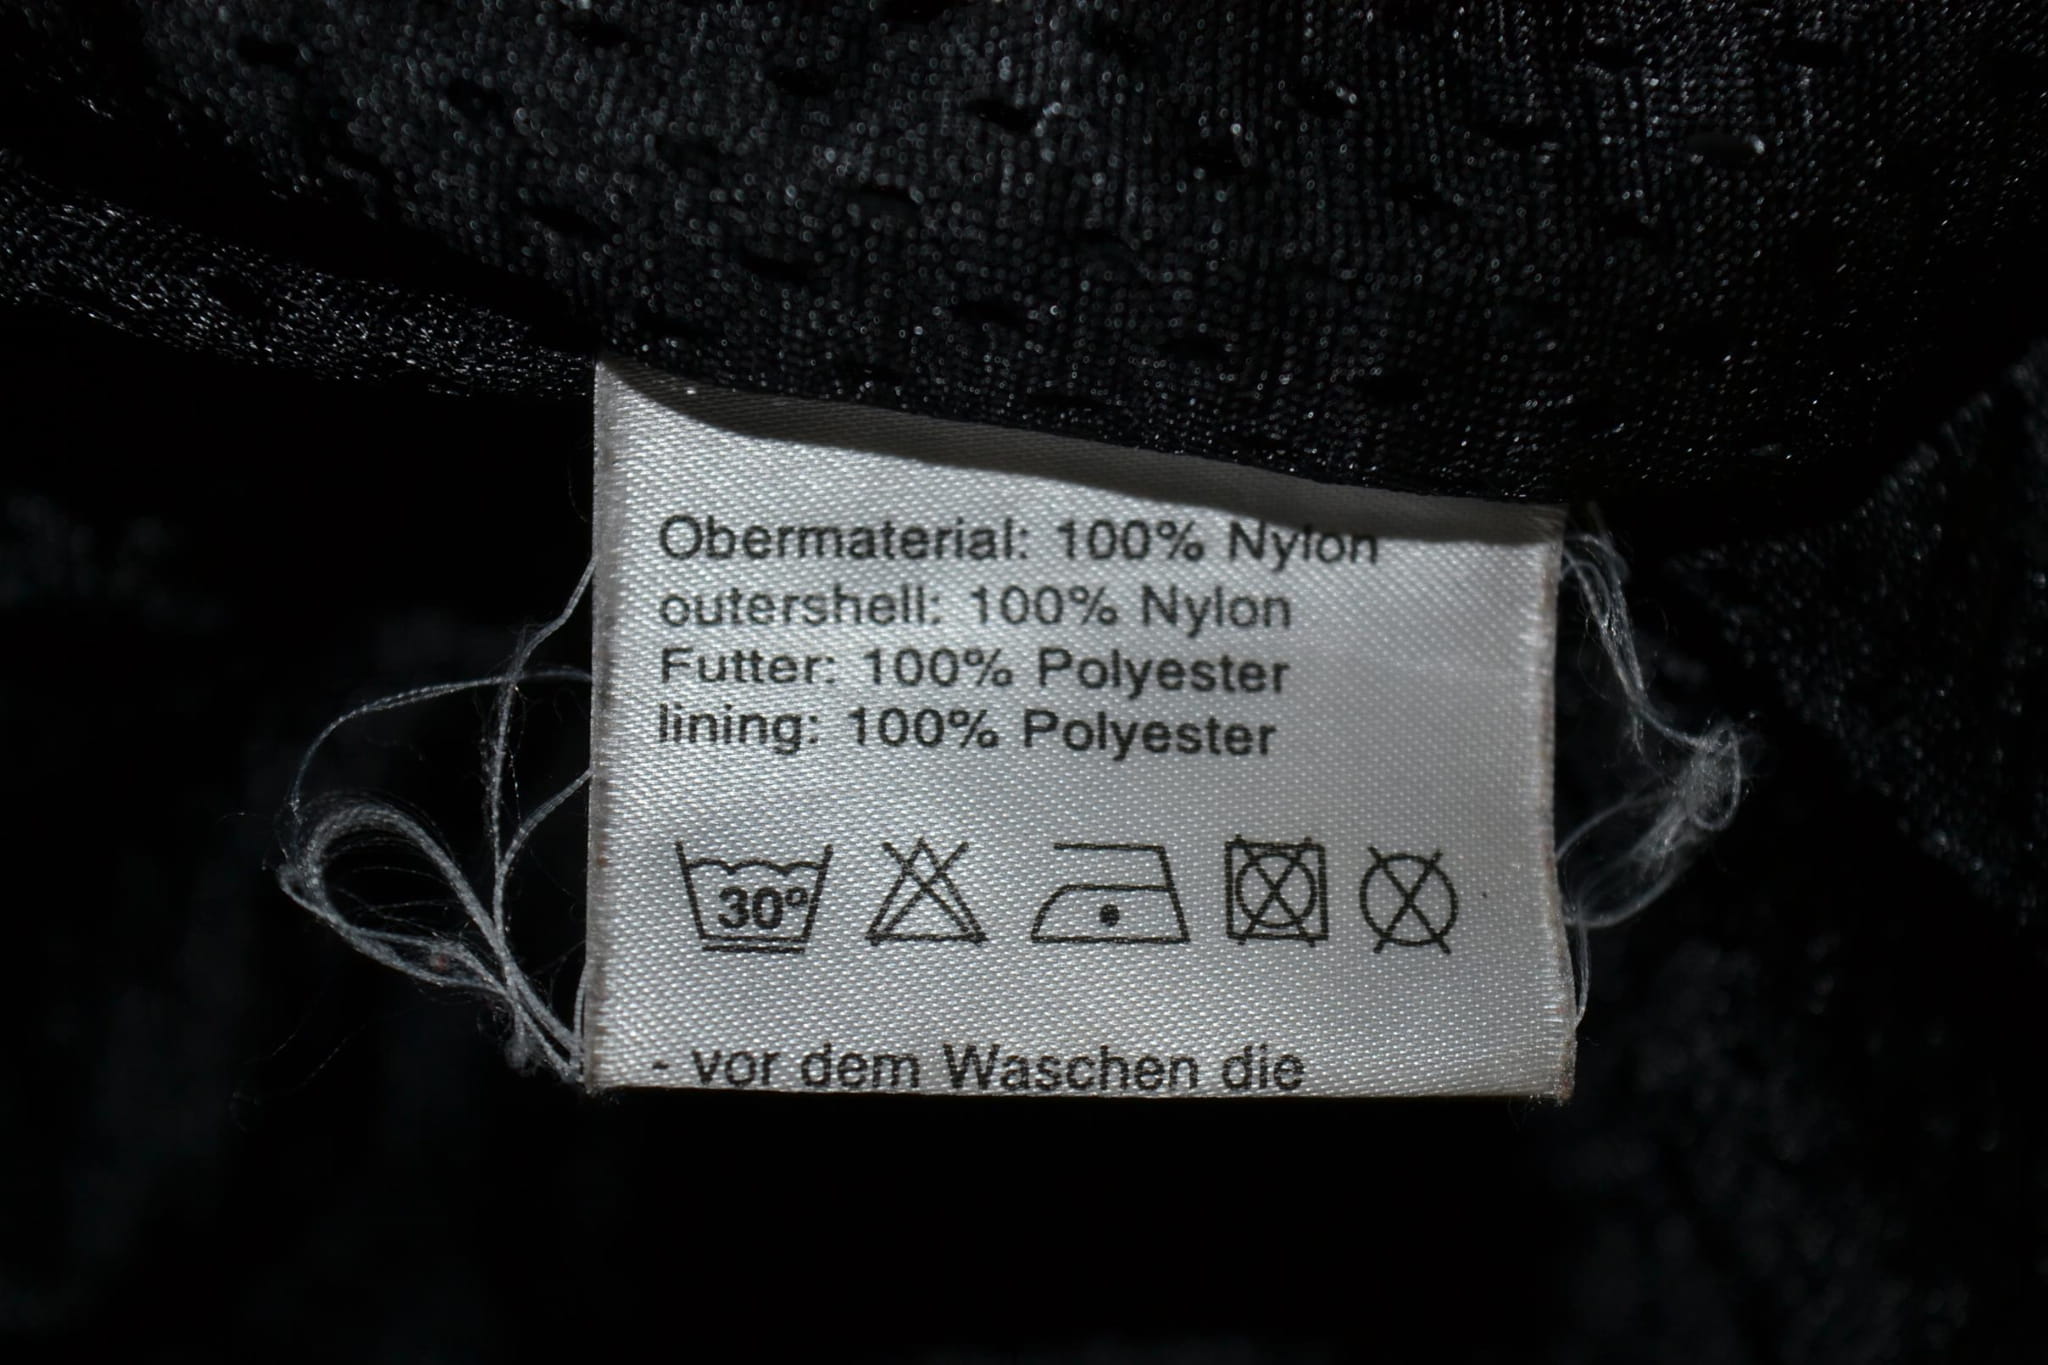 Obermaterial: 100% Nylon
outershell: 100% Nylon
Futter: 100% Polyester
lining: 100% Polyester
30°
- vor dem Waschen die